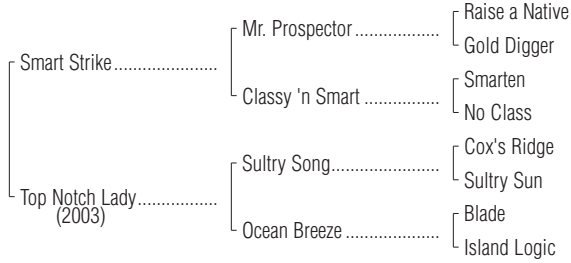 Raise a Native
Mr. Prospector ..................
Gold Digger
Smart Strike.....................
Smarten
Classy 'n Smart ................
No Class
Cox's Ridge
Sultry Song......................
Sultry Sun
Top Notch Lady................
(2003)
Blade
Ocean Breeze ...................
Island Logic